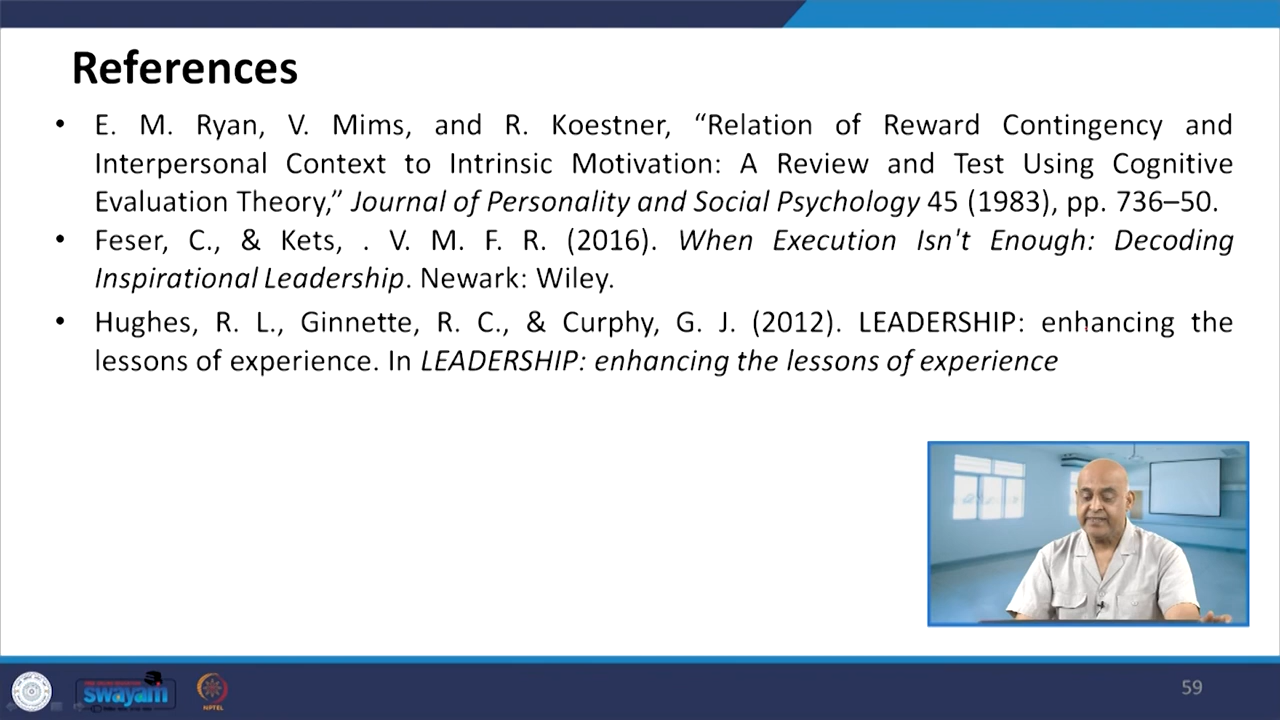 References
• E. M. Ryan, V. Mims, and R. Koestner, “Relation of Reward Contingency and
Interpersonal Context to Intrinsic Motivation: A Review and Test Using Cognitive
Evaluation Theory,” Journal of Personality and Social Psychology 45 (1983), pp. 736–50.
• Feser, C., & Kets, . V. M. F. R. (2016). When Execution Isn't Enough: Decoding
Inspirational Leadership. Newark: Wiley.
• Hughes, R. L., Ginnette, R. C., & Curphy, G. J. (2012). LEADERSHIP: enhancing the
lessons of experience. In LEADERSHIP: enhancing the lessons of experience
swayam
NPTEL
59